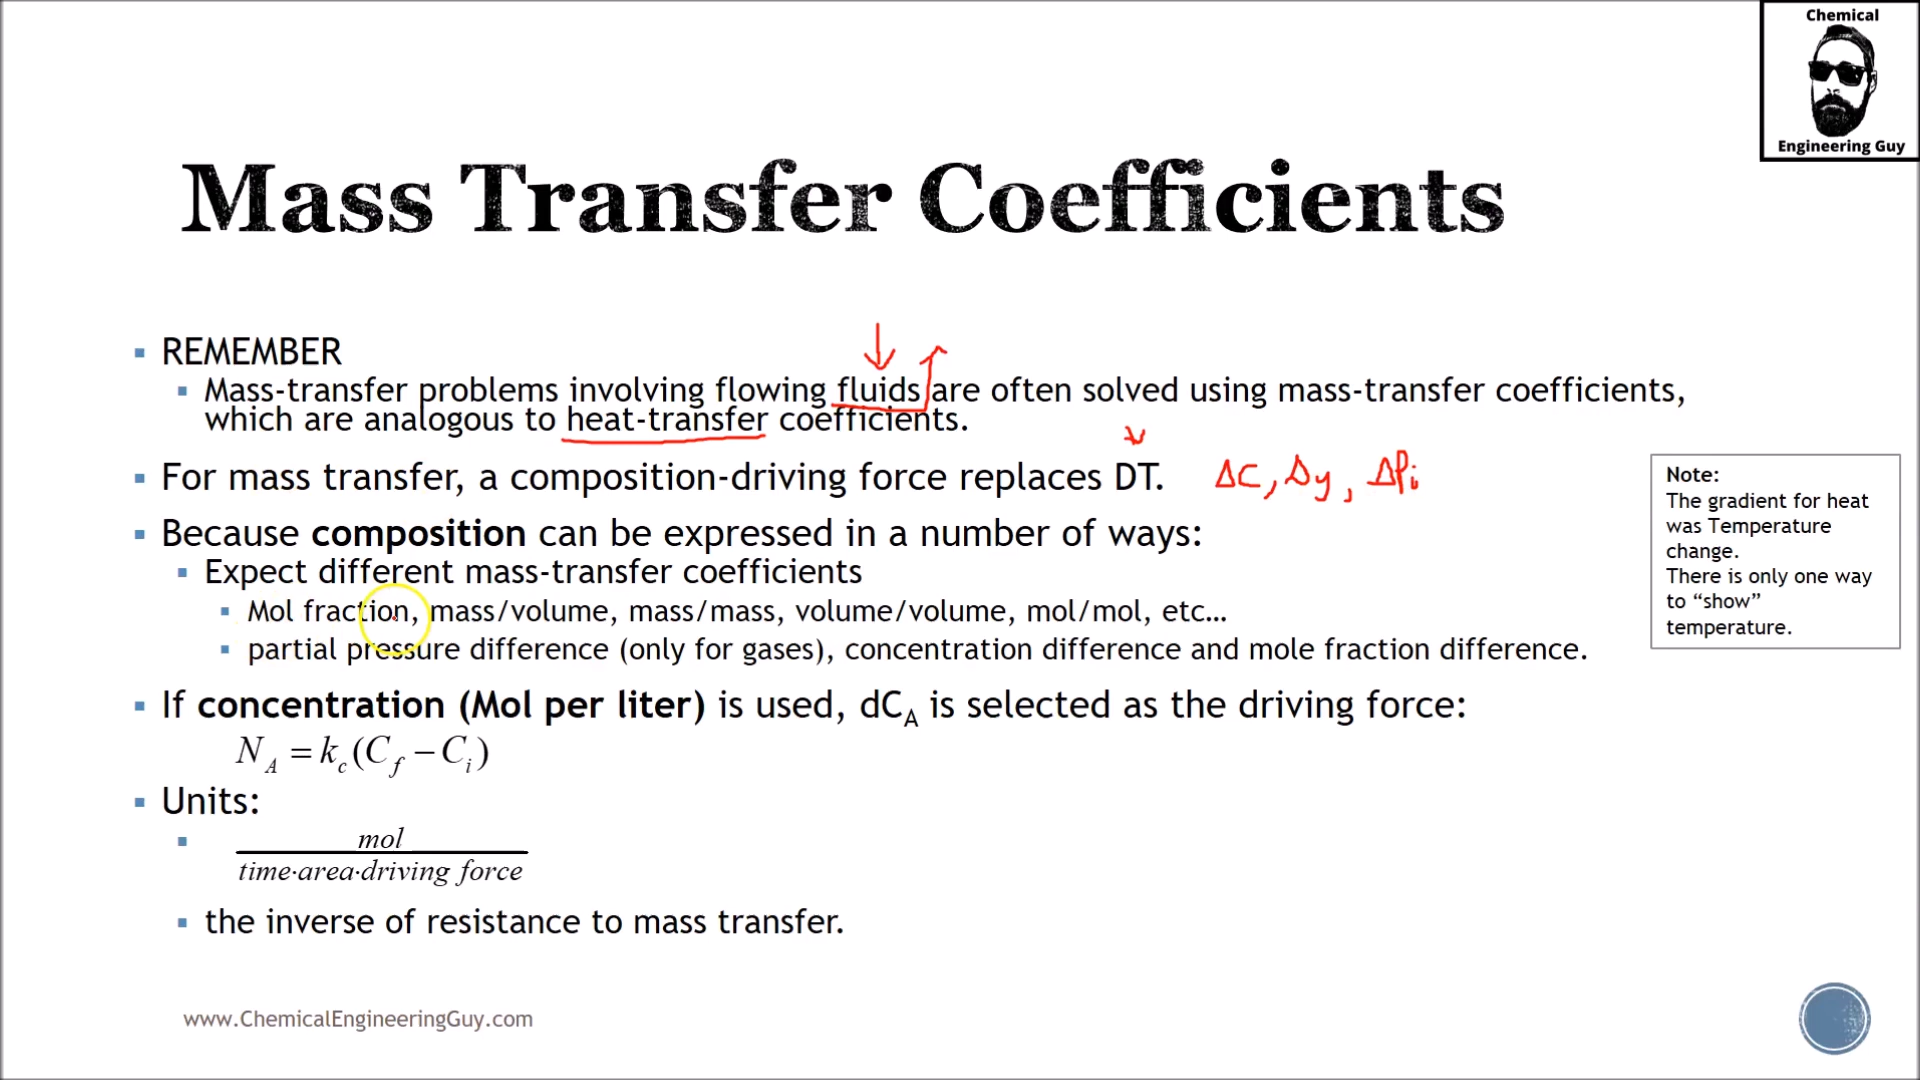 Chemical
Engineering Guy
Mass Transfer Coefficients
REMEMBER
Mass-transfer problems involving flowing fluids are often solved using mass-transfer coefficients,
which are analogous to heat-transfer coefficients.
For mass transfer, a composition-driving force replaces DT. ΔC, Δy, ΔPi
Because composition can be expressed in a number of ways:
Expect different mass-transfer coefficients
Mol fraction, mass/volume, mass/mass, volume/volume, mol/mol, etc…
partial pressure difference (only for gases), concentration difference and mole fraction difference.
If concentration (Mol per liter) is used, dCA is selected as the driving force:
NA = kc(Cf − Ci)
Units:
mol
time·area·driving force
the inverse of resistance to mass transfer.
Note:
The gradient for heat
was Temperature
change.
There is only one way
to “show”
temperature.
www.ChemicalEngineeringGuy.com